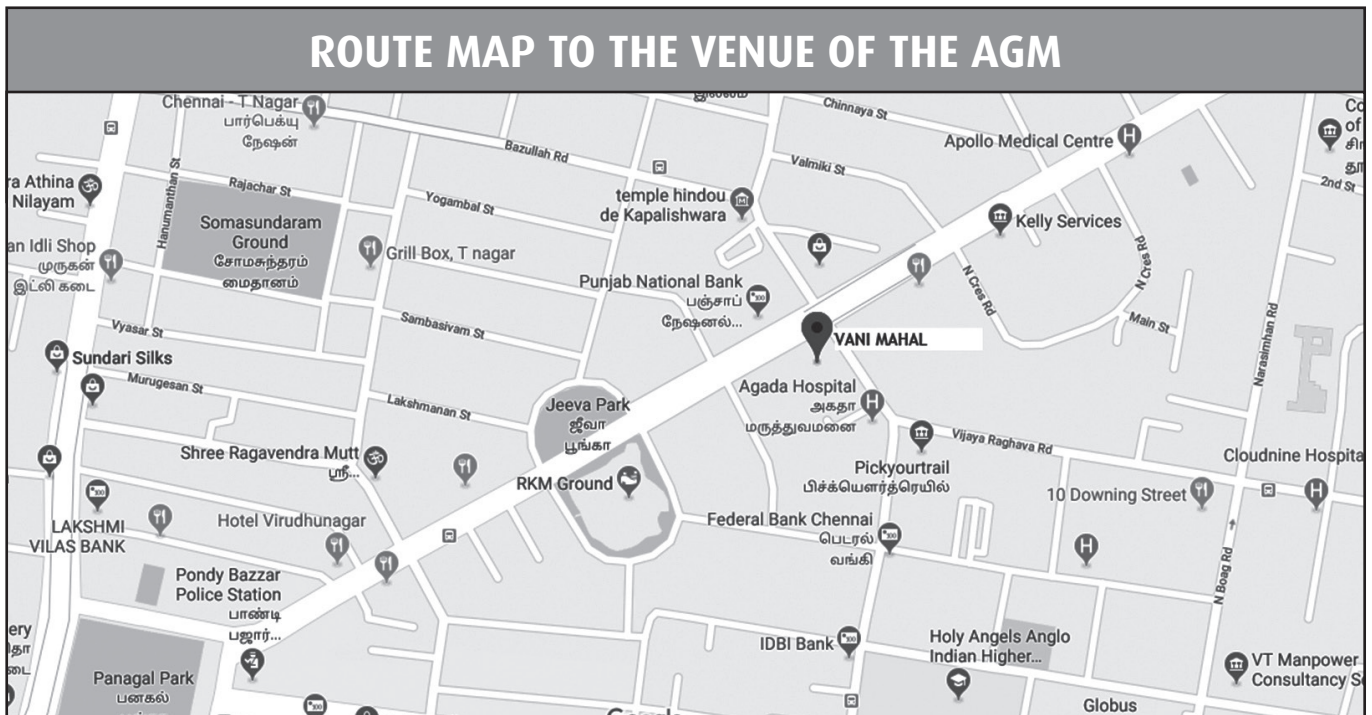 ROUTE MAP TO THE VENUE OF THE AGM
Chennai - T Nagar
பார்பெக்யு
நேஷன்
Chinnaya St
Apollo Medical Centre
Bazullah Rd
Valmiki St
2nd St
ra Athina
Nilayam
Hanumanthan St
Rajachar St
Yogambal St
temple hindou
de Kapalishwara
Kelly Services
Somasundaram
Ground
சோமசுந்தரம்
மைதானம்
an Idli Shop
முருகன்
இட்லி கடை
Grill Box, T nagar
Punjab National Bank
பஞ்சாப்
நேஷனல்...
N Cres Rd
N Cres Rd
Main St
Narasimhan Rd
Vyasar St
Sambasivam St
VANI MAHAL
Sundari Silks
Murugesan St
Lakshmanan St
Jeeva Park
ஜீவா
பூங்கா
Agada Hospital
அகதா
மருத்துவமனை
Vijaya Raghava Rd
Shree Ragavendra Mutt
ஸ்ரீ...
RKM Ground
Pickyourtrail
பிச்க்யௌர்த்ரெயில்
Cloudnine Hospita
10 Downing Street
LAKSHMI
VILAS BANK
Hotel Virudhunagar
Federal Bank Chennai
பெடரல்
வங்கி
N Boag Rd
Pondy Bazzar
Police Station
பாண்டி
பஜார்...
ery
IDBI Bank
Holy Angels Anglo
Indian Higher...
VT Manpower
Consultancy S
Panagal Park
பனகல்
Globus